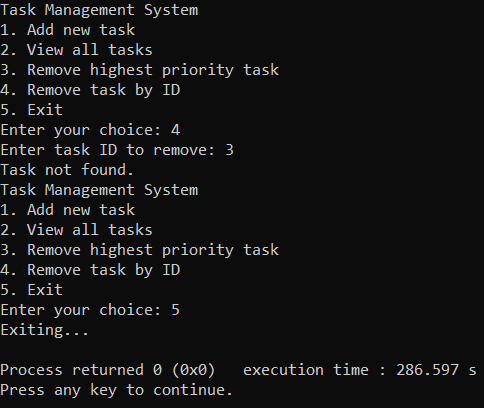 Task Management System
1. Add new task
2. View all tasks
3. Remove highest priority task
4. Remove task by ID
5. Exit
Enter your choice: 4
Enter task ID to remove: 3
Task not found.
Task Management System
1. Add new task
2. View all tasks
3. Remove highest priority task
4. Remove task by ID
5. Exit
Enter your choice: 5
Exiting...
Process returned 0 (0x0)   execution time : 286.597 s
Press any key to continue.